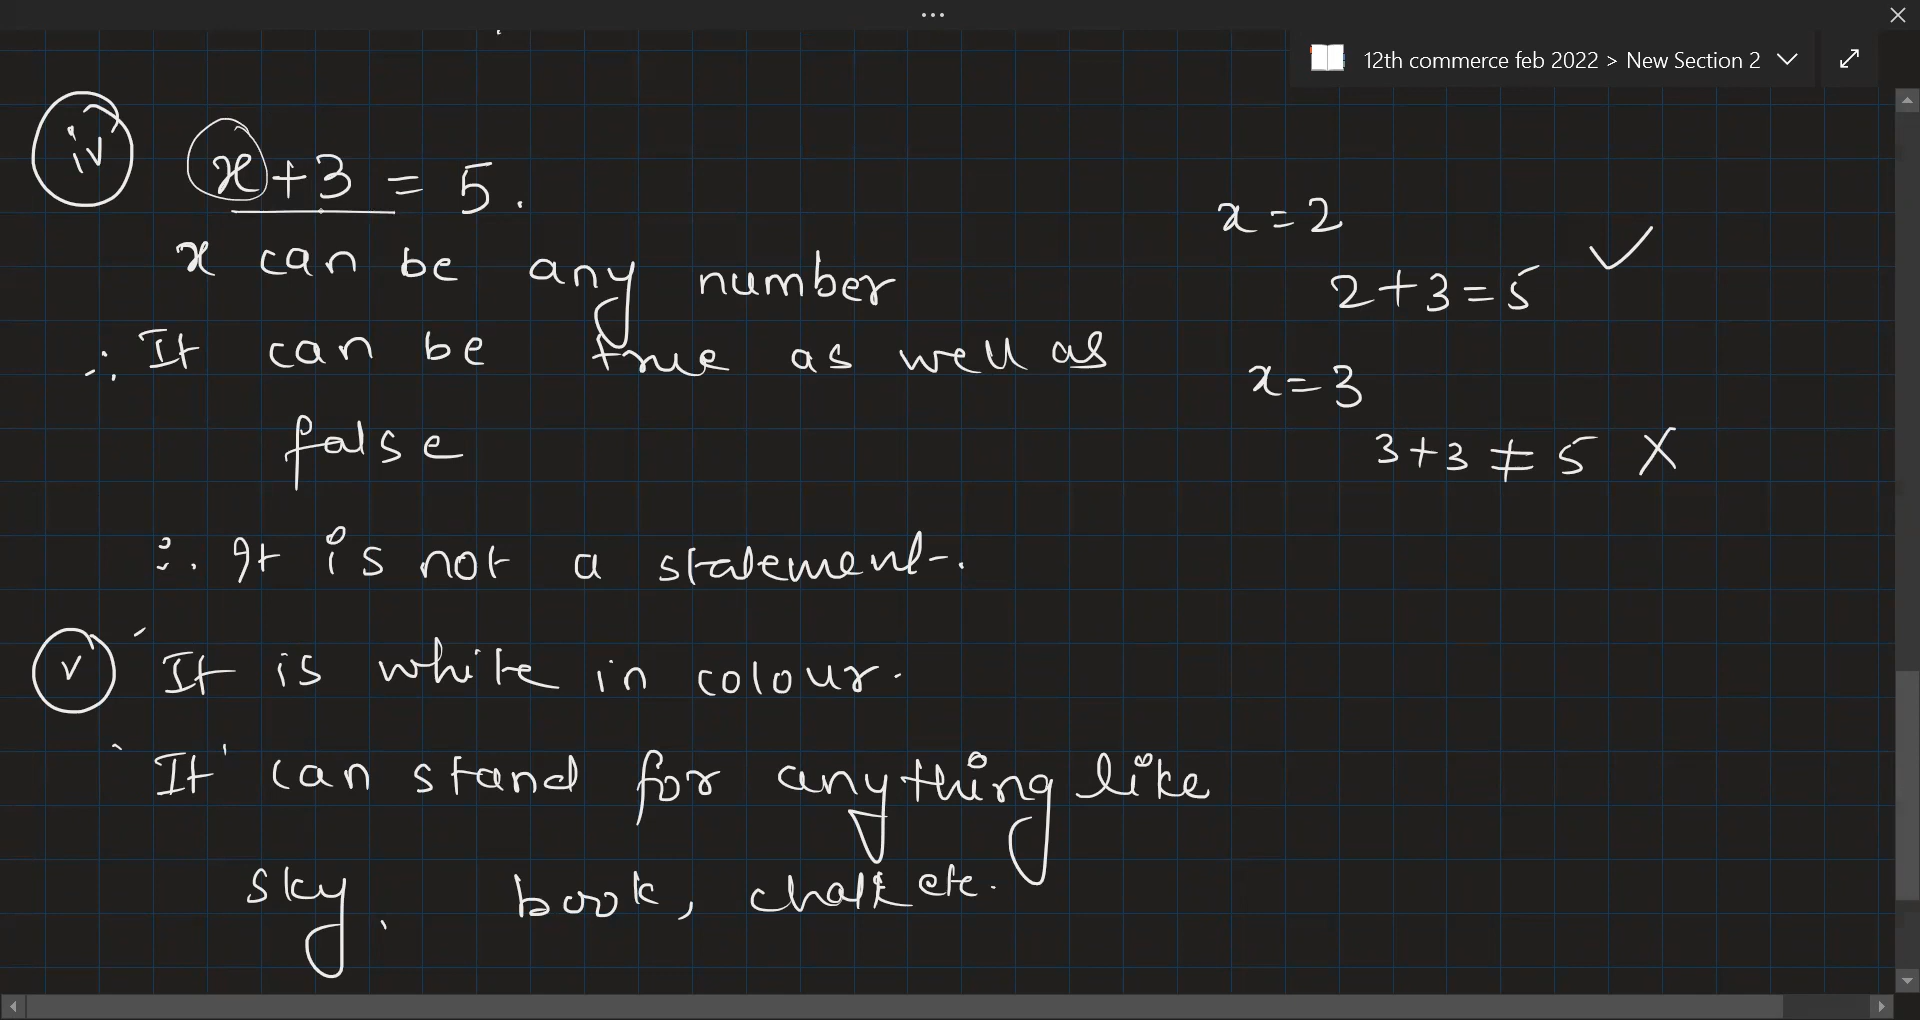 12th commerce feb 2022 > New Section 2
iv x+3 = 5.
x can be any number
∴ It can be true as well as
false
∴ It is not a statement.
x=2
2+3=5 ✓
x=3
3+3 ≠ 5 X
v It is white in colour.
'It' can stand for anything like
sky, book, chalk etc.